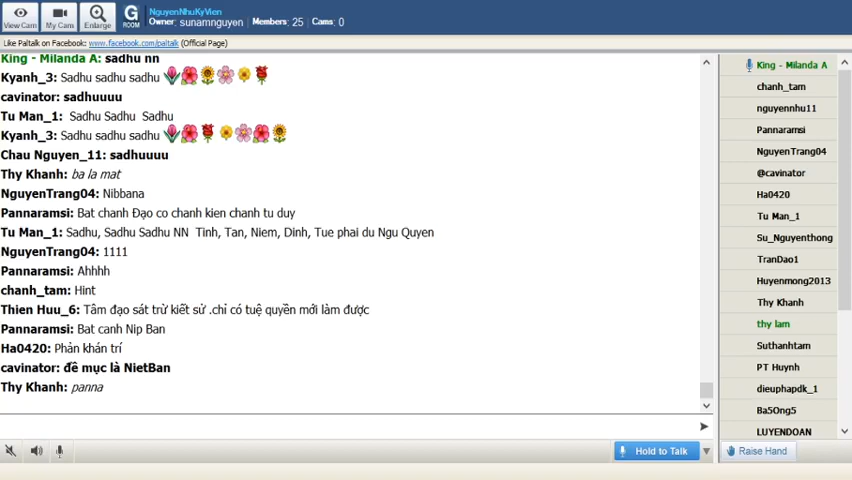 View Cam
My Cam
Enlarge
G
ROOM
NguyenNhuKyVien
Owner: sunamnguyen Members: 25 Cams: 0
Like Paltalk on Facebook: www.facebook.com/paltalk (Official Page)
King - Milanda A: sadhu nn
Kyanh_3: Sadhu sadhu sadhu
cavinator: sadhuuuu
Tu Man_1: Sadhu Sadhu Sadhu
Kyanh_3: Sadhu sadhu sadhu
Chau Nguyen_11: sadhuuuu
Thy Khanh: ba la mat
NguyenTrang04: Nibbana
Pannaramsi: Bat chanh Đạo co chanh kien chanh tu duy
Tu Man_1: Sadhu, Sadhu Sadhu NN Tinh, Tan, Niem, Dinh, Tue phai du Ngu Quyen
NguyenTrang04: 1111
Pannaramsi: Ahhhh
chanh_tam: Hint
Thien Huu_6: Tâm đạo sát trừ kiết sử .chỉ có tuệ quyền mới làm được
Pannaramsi: Bat canh Nip Ban
Ha0420: Phản khán trí
cavinator: đề mục là NietBan
Thy Khanh: panna
Hold to Talk
King - Milanda A
chanh_tam
nguyennhu11
Pannaramsi
NguyenTrang04
@cavinator
Ha0420
Tu Man_1
Su_Nguyenthong
TranDao1
Huyenmong2013
Thy Khanh
thy lam
Suthanhtam
PT Huynh
dieuphapdk_1
Ba5Ong5
LUYENDOAN
Raise Hand